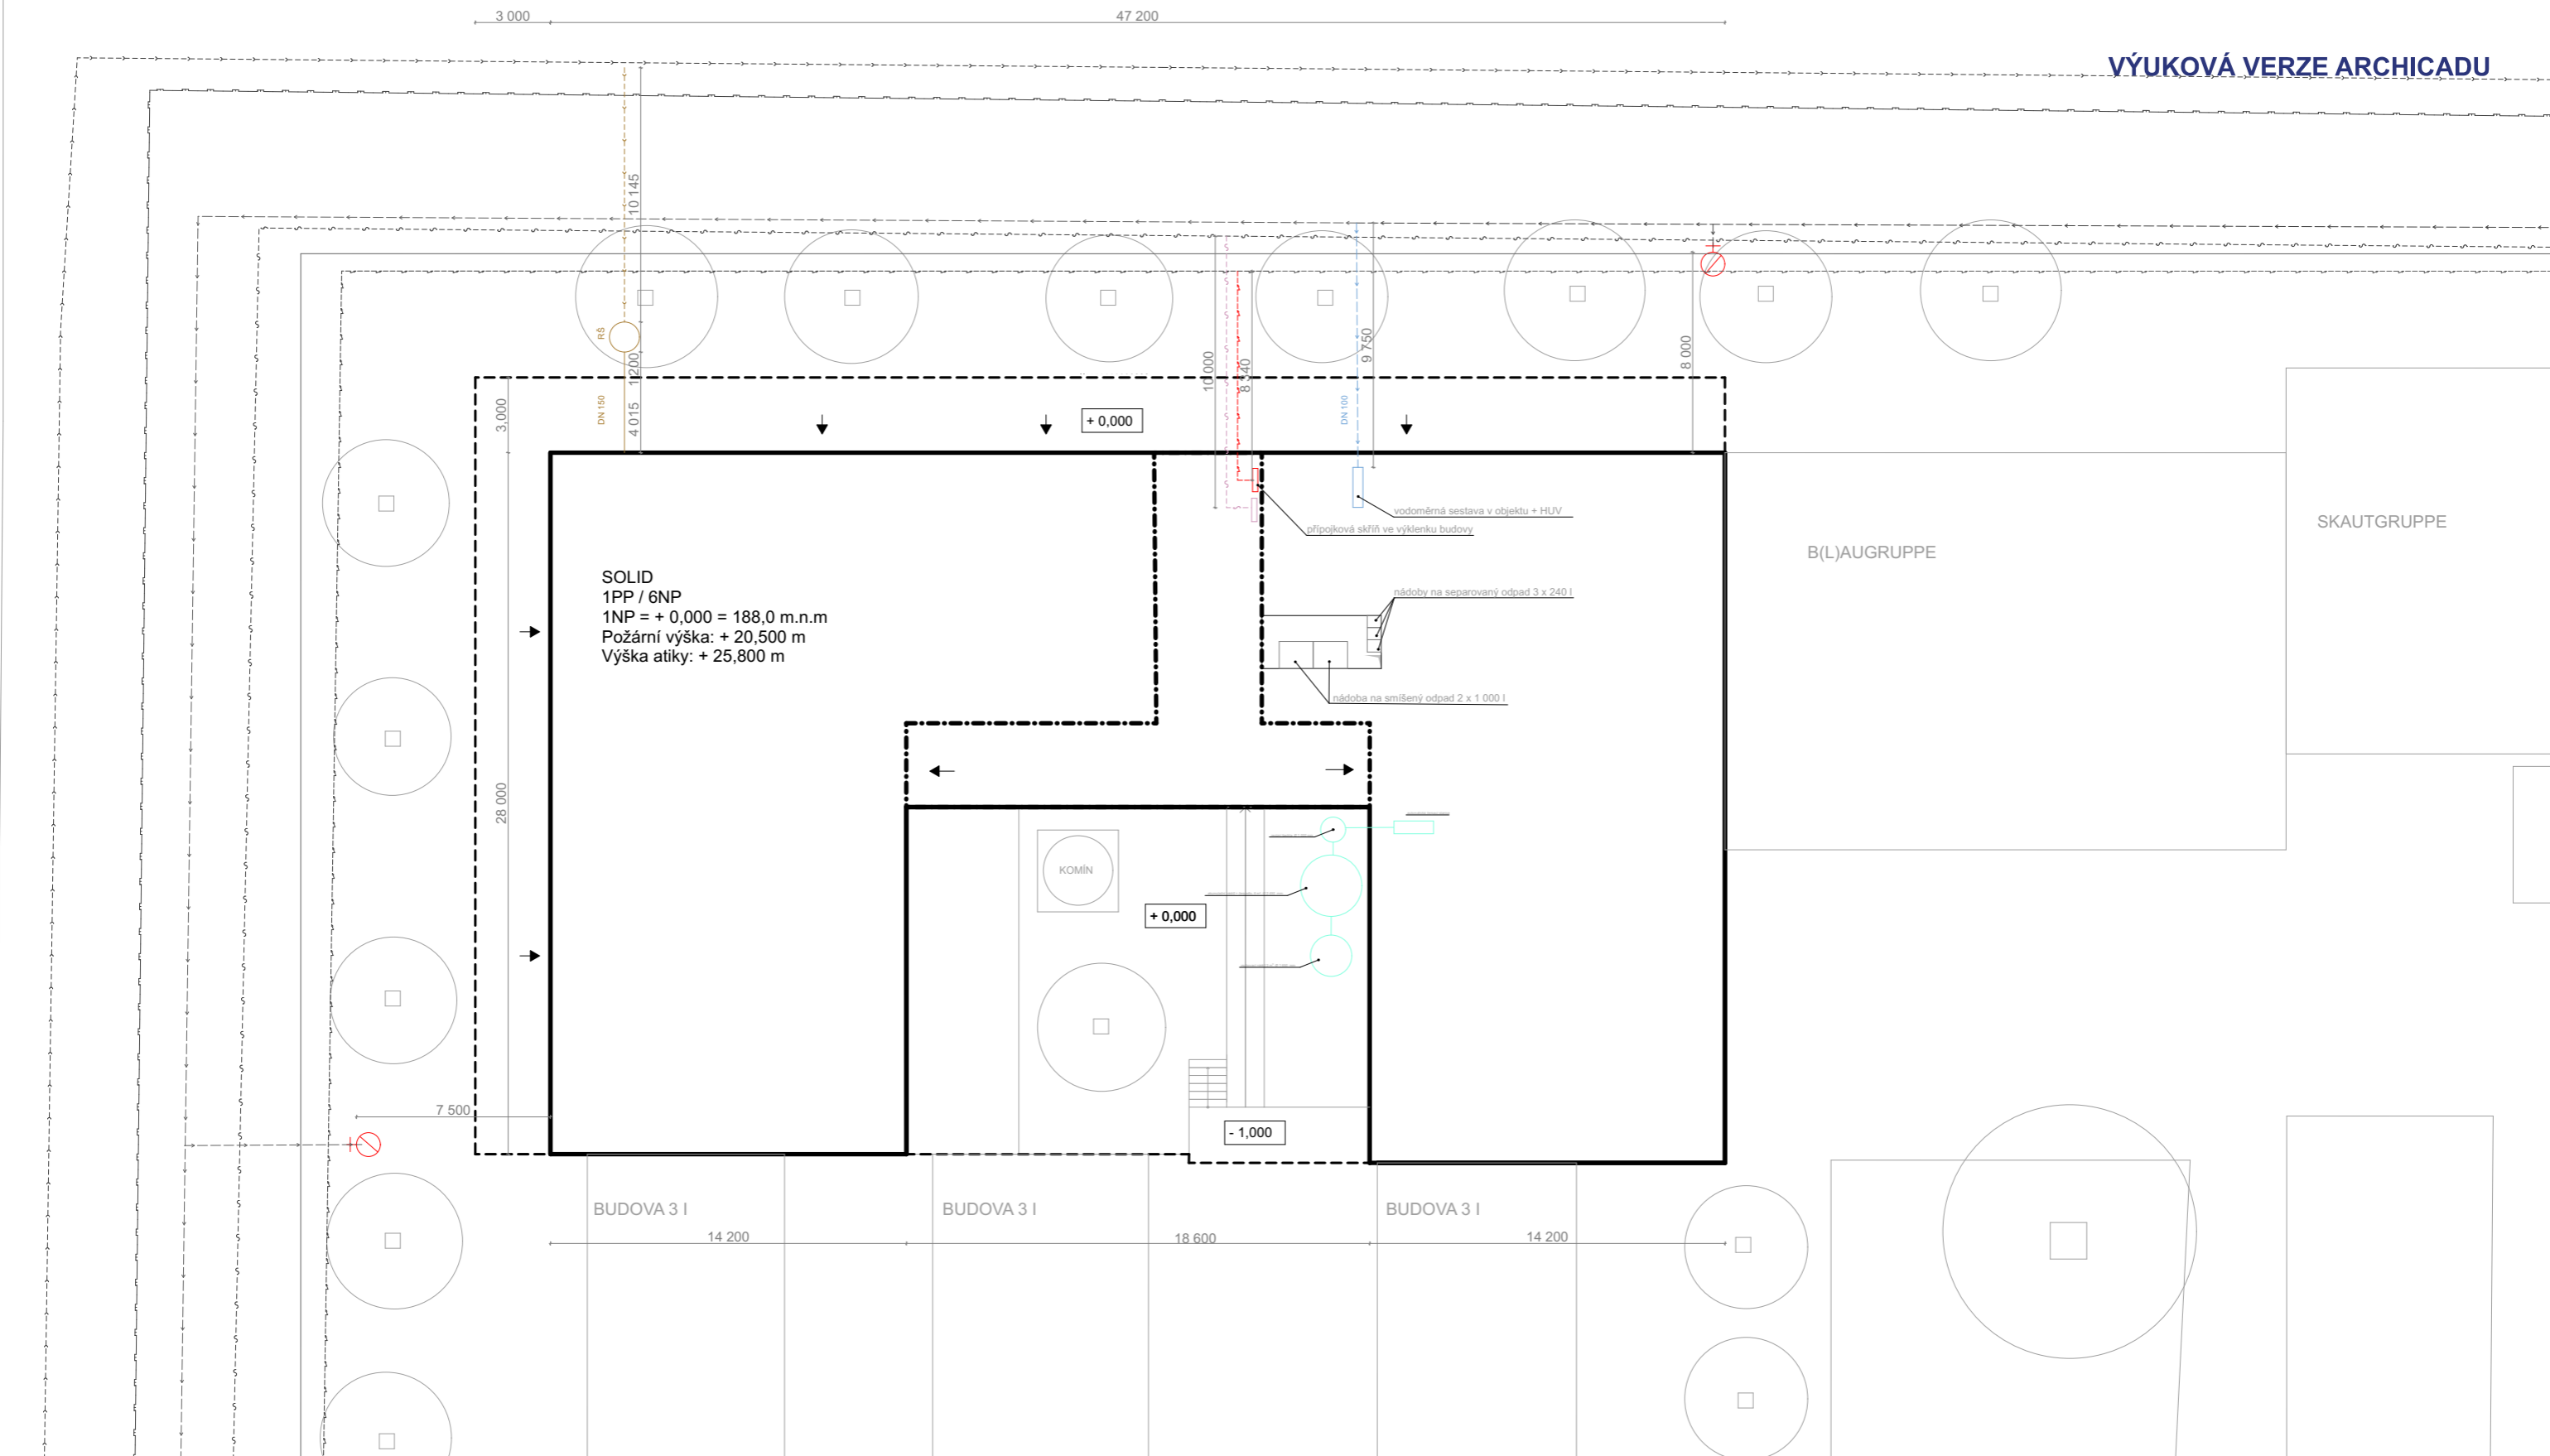 3 000
47 200
VÝUKOVÁ VERZE ARCHICADU
10 145
RŠ
1200
DN 150
4 015
3,000
+ 0,000
10 000
8 340
DN 100
9 750
8 000
vodoměrná sestava v objektu + HUV
přípojková skříň ve výklenku budovy
SKAUTGRUPPE
B(L)AUGRUPPE
SOLID
1PP / 6NP
1NP = + 0,000 = 188,0 m.n.m
Požární výška: + 20,500 m
Výška atiky: + 25,800 m
nádoby na separovaný odpad 3 x 240 l
nádoba na smíšený odpad 2 x 1 000 l
28 000
KOMÍN
+ 0,000
7 500
- 1,000
BUDOVA 3 I
BUDOVA 3 I
BUDOVA 3 I
14 200
18 600
14 200